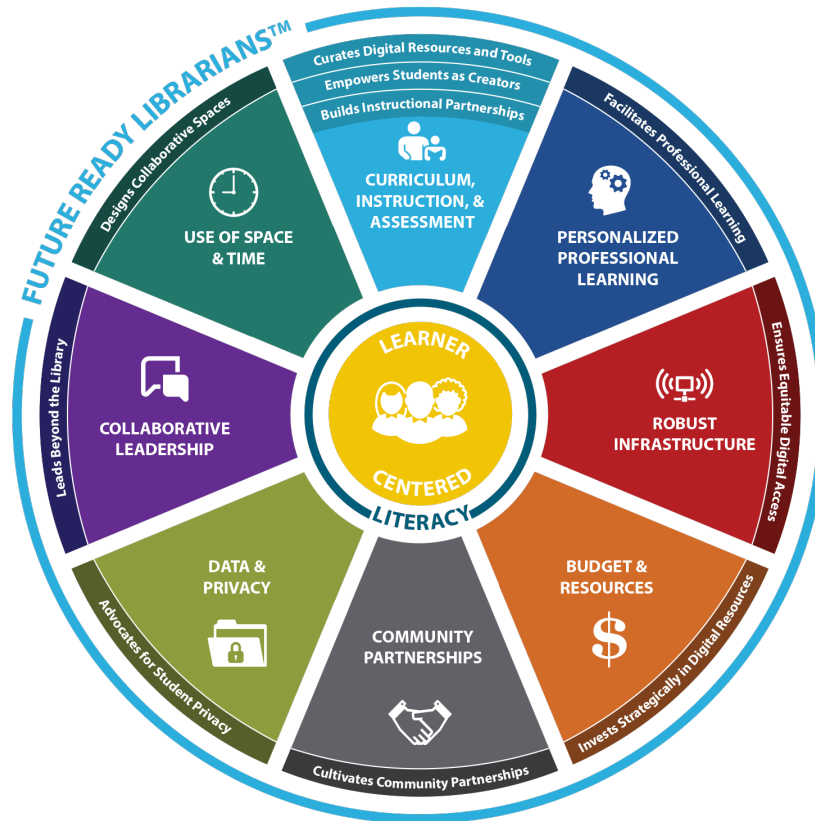 FUTURE READY LIBRARIANS™
Curates Digital Resources and Tools
Empowers Students as Creators
Builds Instructional Partnerships
CURRICULUM,
INSTRUCTION, &
ASSESSMENT
Facilitates Professional Learning
PERSONALIZED
PROFESSIONAL
LEARNING
Ensures Equitable Digital Access
ROBUST
INFRASTRUCTURE
Invests Strategically in Digital Resources
BUDGET &
RESOURCES
$
Cultivates Community Partnerships
COMMUNITY
PARTNERSHIPS
Advocates for Student Privacy
DATA &
PRIVACY
Leads Beyond the Library
COLLABORATIVE
LEADERSHIP
Designs Collaborative Spaces
USE OF SPACE
& TIME
LEARNER
CENTERED
LITERACY